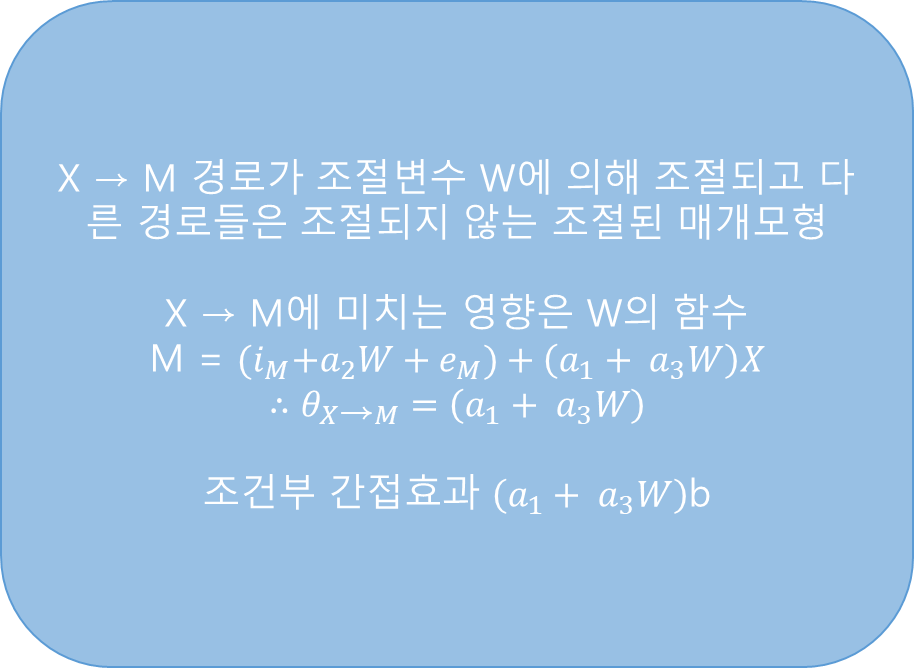 X → M 경로가 조절변수 W에 의해 조절되고 다
른 경로들은 조절되지 않는 조절된 매개모형
X → M에 미치는 영향은 W의 함수
M = (i_M+a_2W + e_M) + (a_1 + a_3W)X
∴ θ_{X→M} = (a_1 + a_3W)
조건부 간접효과 (a_1 + a_3W)b